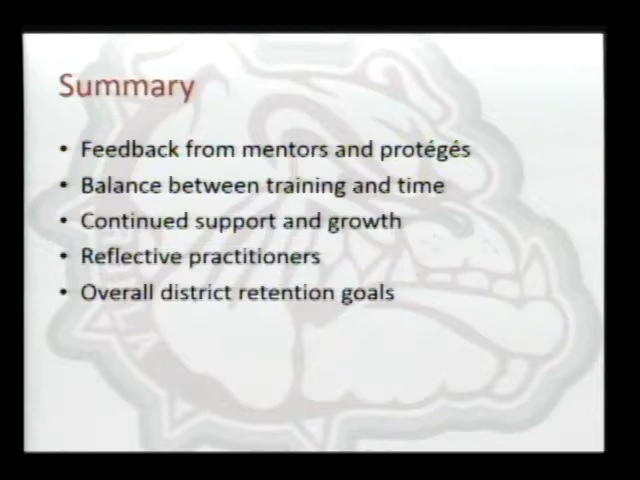 Summary
• Feedback from mentors and protégés
• Balance between training and time
• Continued support and growth
• Reflective practitioners
• Overall district retention goals